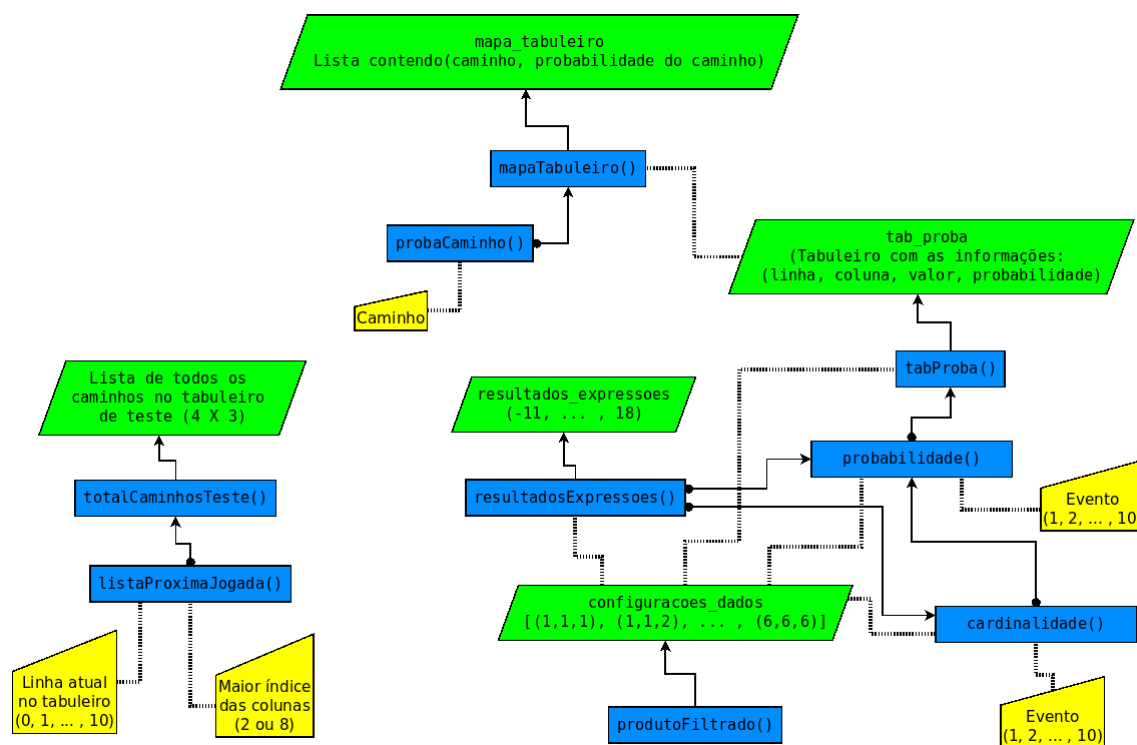 mapa_tabuleiro
Lista contendo(caminho, probabilidade do caminho)
mapaTabuleiro()
probaCaminho()
Caminho
tab_proba
(Tabuleiro com as informações:
(linha, coluna, valor, probabilidade)
tabProba()
Lista de todos os
caminhos no tabuleiro
de teste (4 X 3)
resultados_expressoes
(-11, ... , 18)
probabilidade()
totalCaminhosTeste()
resultadosExpressoes()
Evento
(1, 2, ... , 10)
listaProximaJogada()
configuracoes_dados
[(1,1,1), (1,1,2), ... , (6,6,6)]
cardinalidade()
Linha atual
no tabuleiro
(0, 1, ... , 10)
Maior índice
das colunas
(2 ou 8)
produtoFiltrado()
Evento
(1, 2, ... , 10)